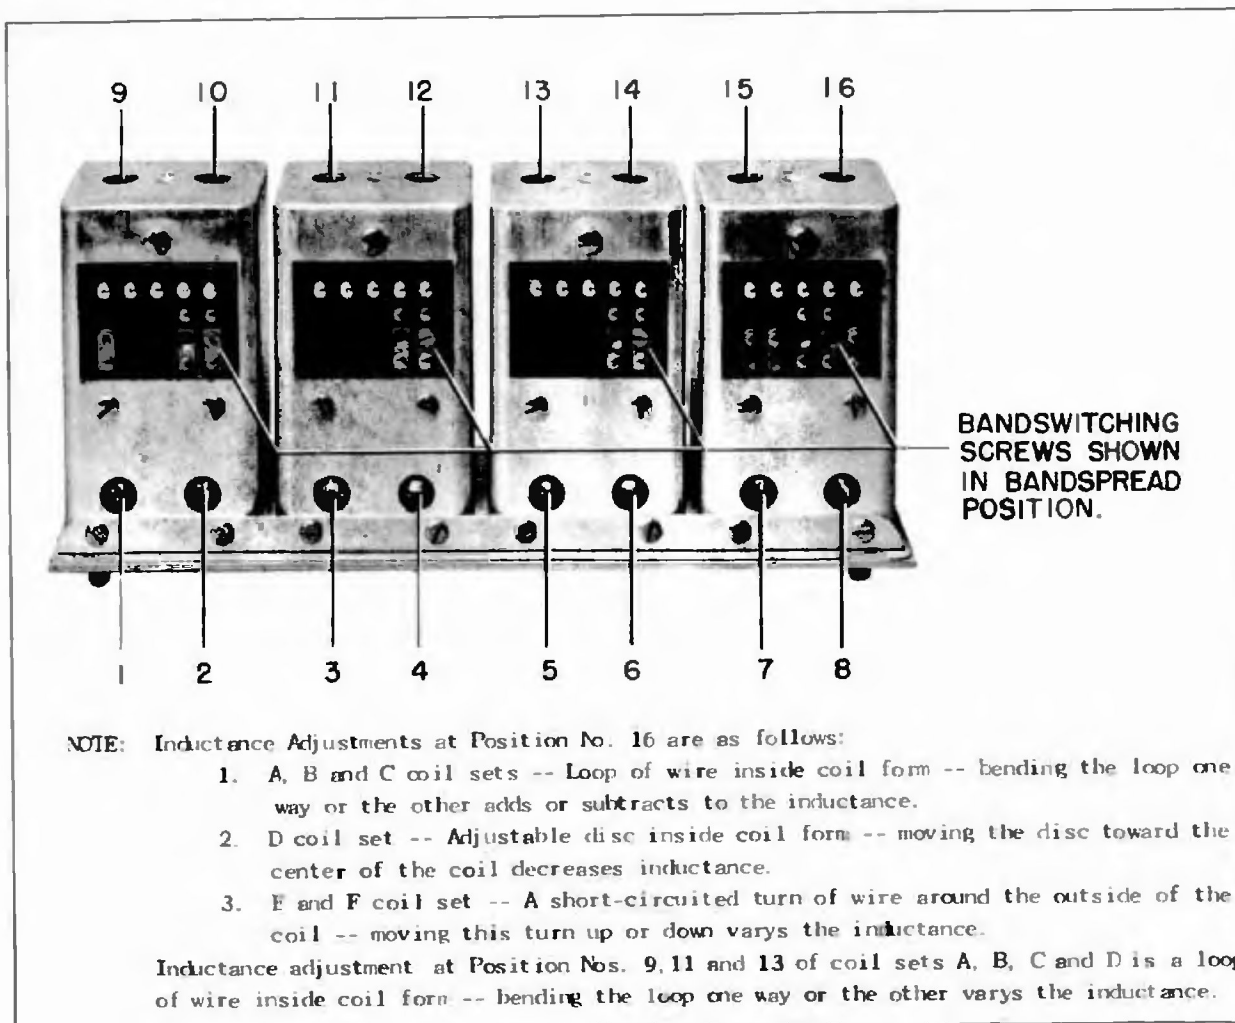 9 10 11 12 13 14 15 16
BANDSWITCHING
SCREWS SHOWN
IN BANDSPREAD
POSITION.
1 2 3 4 5 6 7 8
NOTE: Inductance Adjustments at Position No. 16 are as follows:
1. A, B and C coil sets -- Loop of wire inside coil form -- bending the loop one
way or the other adds or subtracts to the inductance.
2. D coil set -- Adjustable disc inside coil form -- moving the disc toward the
center of the coil decreases inductance.
3. E and F coil set -- A short-circuited turn of wire around the outside of the
coil -- moving this turn up or down varys the inductance.
Inductance adjustment at Position Nos. 9, 11 and 13 of coil sets A, B, C and D is a loop
of wire inside coil form -- bending the loop one way or the other varys the inductance.